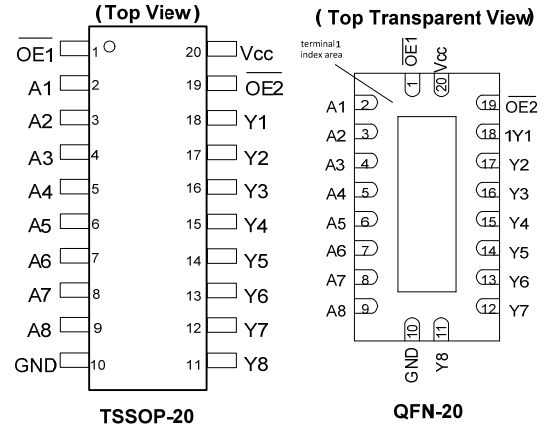 (Top View)
OE1 1 20 Vcc
A1 2 19 OE2
A2 3 18 Y1
A3 4 17 Y2
A4 5 16 Y3
A5 6 15 Y4
A6 7 14 Y5
A7 8 13 Y6
A8 9 12 Y7
GND 10 11 Y8
TSSOP-20
( Top Transparent View)
terminal1
index area
OE1 Vcc
1 20
A1 2 19 OE2
A2 3 18 1Y1
A3 4 17 Y2
A4 5 16 Y3
A5 6 15 Y4
A6 7 14 Y5
A7 8 13 Y6
A8 9 12 Y7
10 11
GND Y8
QFN-20